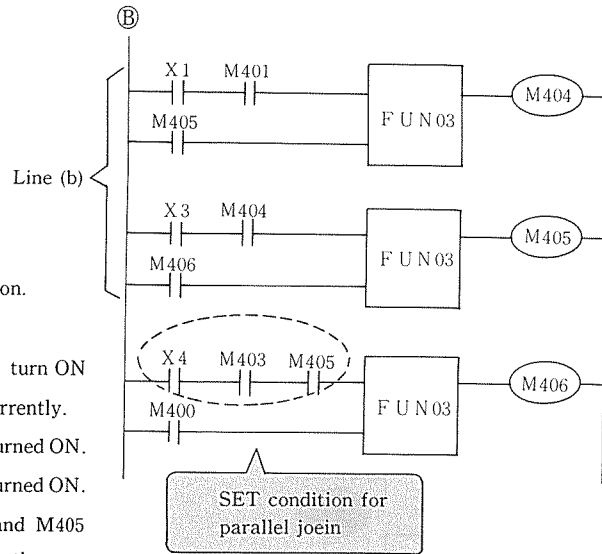 Ⓑ
X1 M401
FUN03
M404
M405
Line (b)
X3 M404
FUN03
M405
M406
on.
turn ON
X4 M403 M405
FUN03
M406
rrently.
M400
urned ON.
urned ON.
and M405
SET condition for
parallel joein